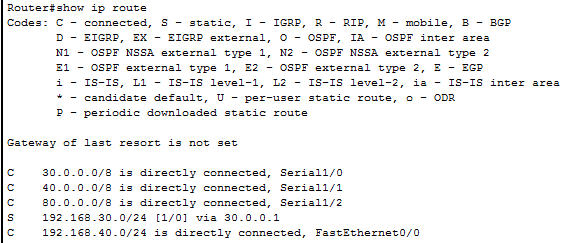 Router#show ip route
Codes: C - connected, S - static, I - IGRP, R - RIP, M - mobile, B - BGP
       D - EIGRP, EX - EIGRP external, O - OSPF, IA - OSPF inter area
       N1 - OSPF NSSA external type 1, N2 - OSPF NSSA external type 2
       E1 - OSPF external type 1, E2 - OSPF external type 2, E - EGP
       i - IS-IS, L1 - IS-IS level-1, L2 - IS-IS level-2, ia - IS-IS inter area
       * - candidate default, U - per-user static route, o - ODR
       P - periodic downloaded static route
Gateway of last resort is not set
C    30.0.0.0/8 is directly connected, Serial1/0
C    40.0.0.0/8 is directly connected, Serial1/1
C    80.0.0.0/8 is directly connected, Serial1/2
S    192.168.30.0/24 [1/0] via 30.0.0.1
C    192.168.40.0/24 is directly connected, FastEthernet0/0